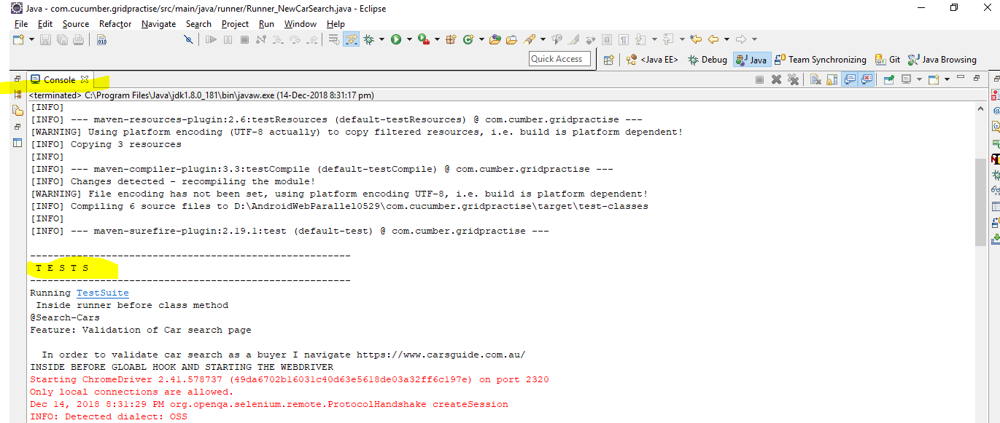 Java - com.cucumber.gridpractise/src/main/java/runner/Runner_NewCarSearch.java - Eclipse
File Edit Source Refactor Navigate Search Project Run Window Help
Quick Access <Java EE> Debug Java Team Synchronizing Git Java Browsing
Console
<terminated> C:\Program Files\Java\jdk1.8.0_181\bin\javaw.exe (14-Dec-2018 8:31:17 pm)
[INFO]
[INFO] --- maven-resources-plugin:2.6:testResources (default-testResources) @ com.cumber.gridpractise ---
[WARNING] Using platform encoding (UTF-8 actually) to copy filtered resources, i.e. build is platform dependent!
[INFO] Copying 3 resources
[INFO]
[INFO] --- maven-compiler-plugin:3.3:testCompile (default-testCompile) @ com.cumber.gridpractise ---
[INFO] Changes detected - recompiling the module!
[WARNING] File encoding has not been set, using platform encoding UTF-8, i.e. build is platform dependent!
[INFO] Compiling 6 source files to D:\AndroidWebParallel0529\com.cucumber.gridpractise\target\test-classes
[INFO]
[INFO] --- maven-surefire-plugin:2.19.1:test (default-test) @ com.cumber.gridpractise ---
-------------------------------------------------------
T E S T S
-------------------------------------------------------
Running TestSuite
Inside runner before class method
@Search-Cars
Feature: Validation of Car search page
In order to validate car search as a buyer I navigate https://www.carsguide.com.au/
INSIDE BEFORE GLOABL HOOK AND STARTING THE WEBDRIVER
Starting ChromeDriver 2.41.578737 (49da6702b16031c40d63e5618de03a32ff6c197e) on port 2320
Only local connections are allowed.
Dec 14, 2018 8:31:29 PM org.openqa.selenium.remote.ProtocolHandshake createSession
INFO: Detected dialect: OSS